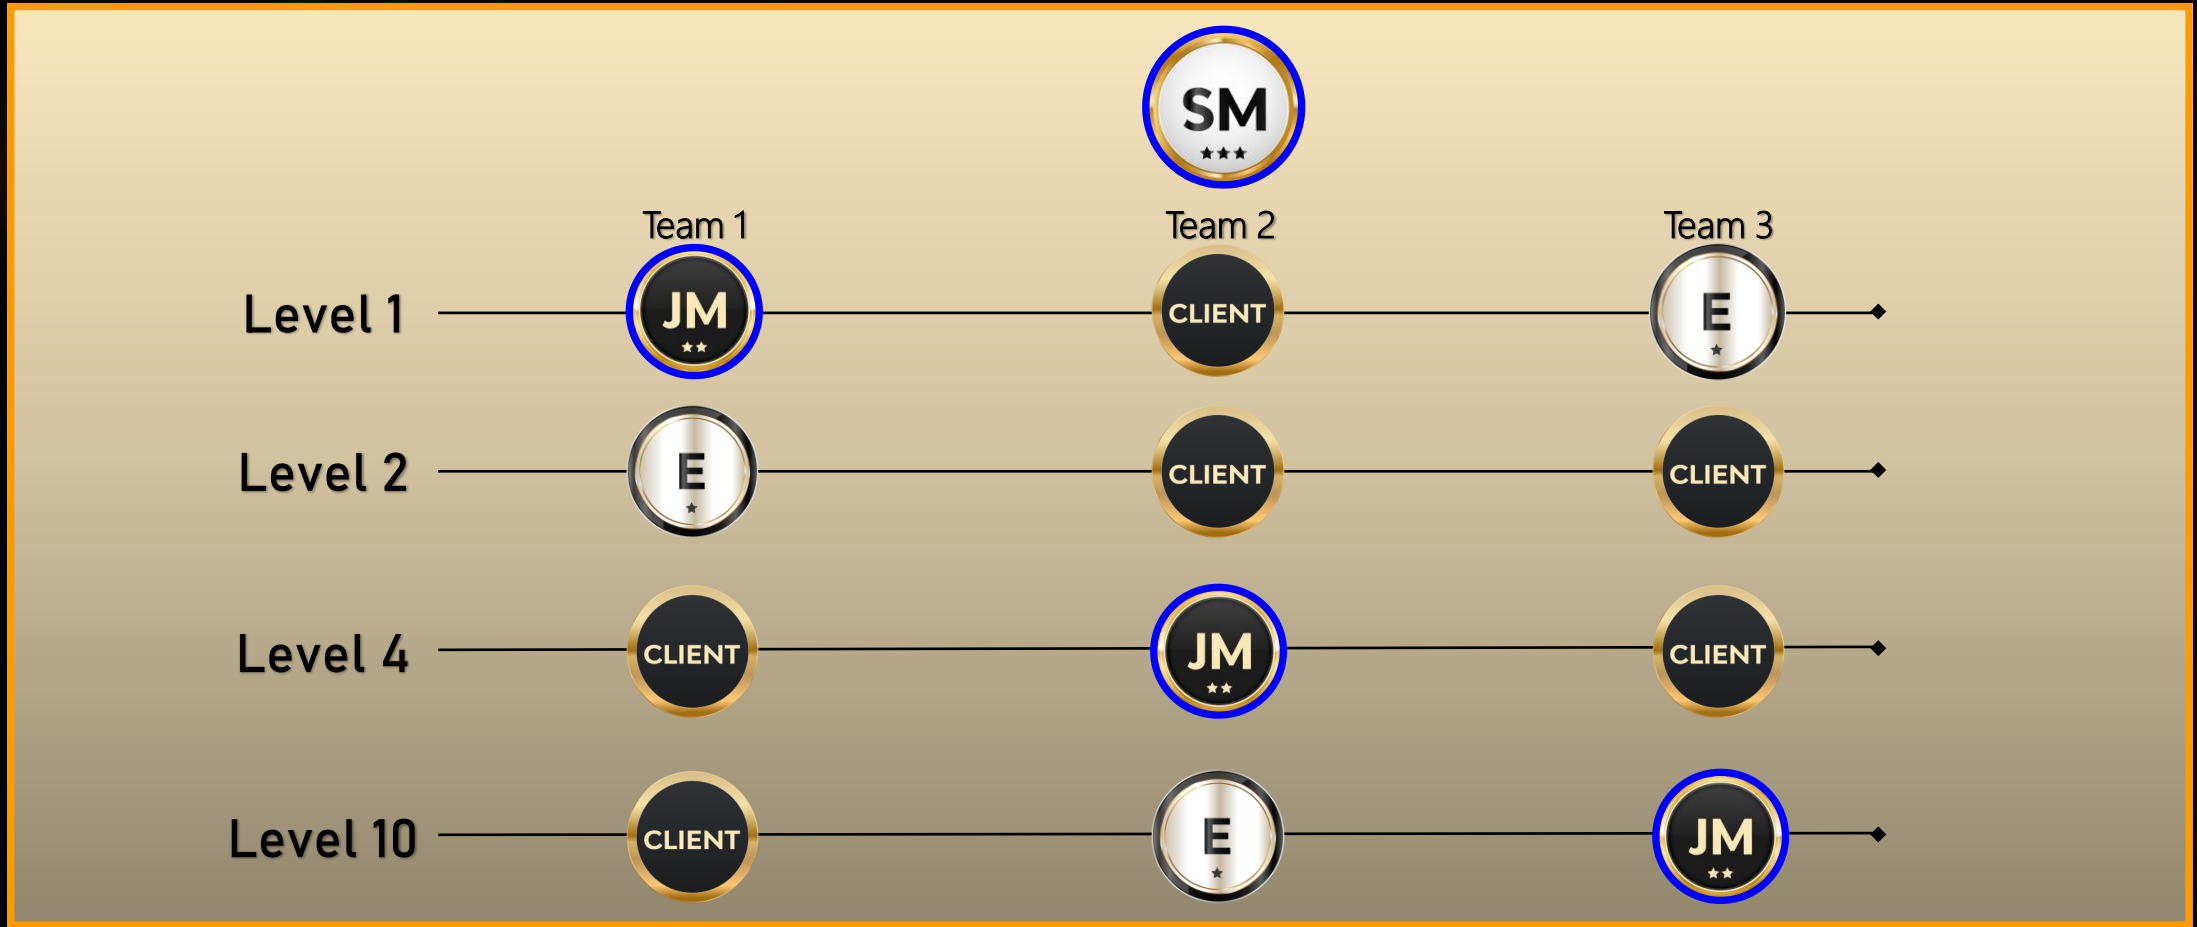 SM
Team 1 Team 2 Team 3
Level 1 JM CLIENT E
Level 2 E CLIENT CLIENT
Level 4 CLIENT JM CLIENT
Level 10 CLIENT E JM